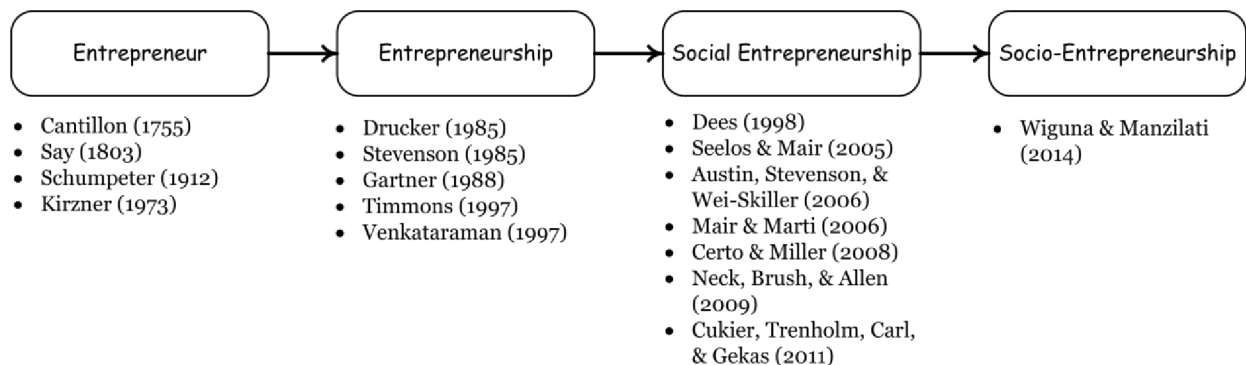 Entrepreneur
Entrepreneurship
Social Entrepreneurship
Socio-Entrepreneurship
• Cantillon (1755)
• Say (1803)
• Schumpeter (1912)
• Kirzner (1973)
• Drucker (1985)
• Stevenson (1985)
• Gartner (1988)
• Timmons (1997)
• Venkataraman (1997)
• Dees (1998)
• Seelos & Mair (2005)
• Austin, Stevenson, &
Wei-Skiller (2006)
• Mair & Marti (2006)
• Certo & Miller (2008)
• Neck, Brush, & Allen
(2009)
• Cukier, Trenholm, Carl,
& Gekas (2011)
• Wiguna & Manzilati
(2014)